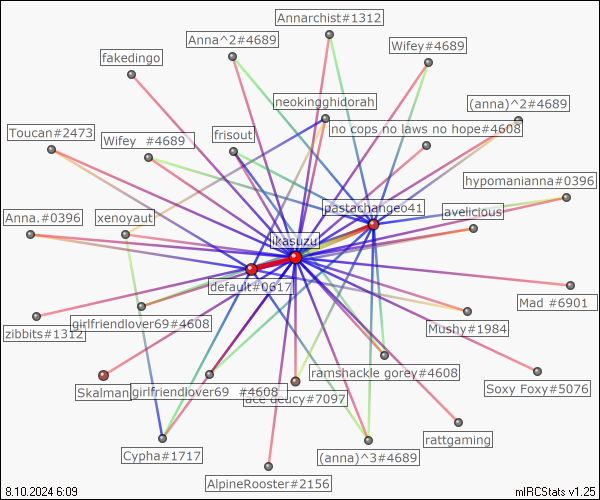 Annarchist#1312
Anna^2#4689
Wifey#4689
fakedingo
neokingghidorah
(anna)^2#4689
Toucan#2473
Wifey  #4689
frisout
no cops no laws no hope#4608
hypomanianna#0396
pastachangeo41
Anna.#0396
xenoyaut
avelicious
ikasuzu
default#0617
Mad #6901
zibbits#1312
girlfriendlover69#4608
Mushy#1984
ramshackle gorey#4608
Skalman
girlfriendlover69  #4608
ace deucy#7097
Soxy Foxy#5076
rattgaming
Cypha#1717
(anna)^3#4689
AlpineRooster#2156
8.10.2024 6:09
mIRCStats v1.25